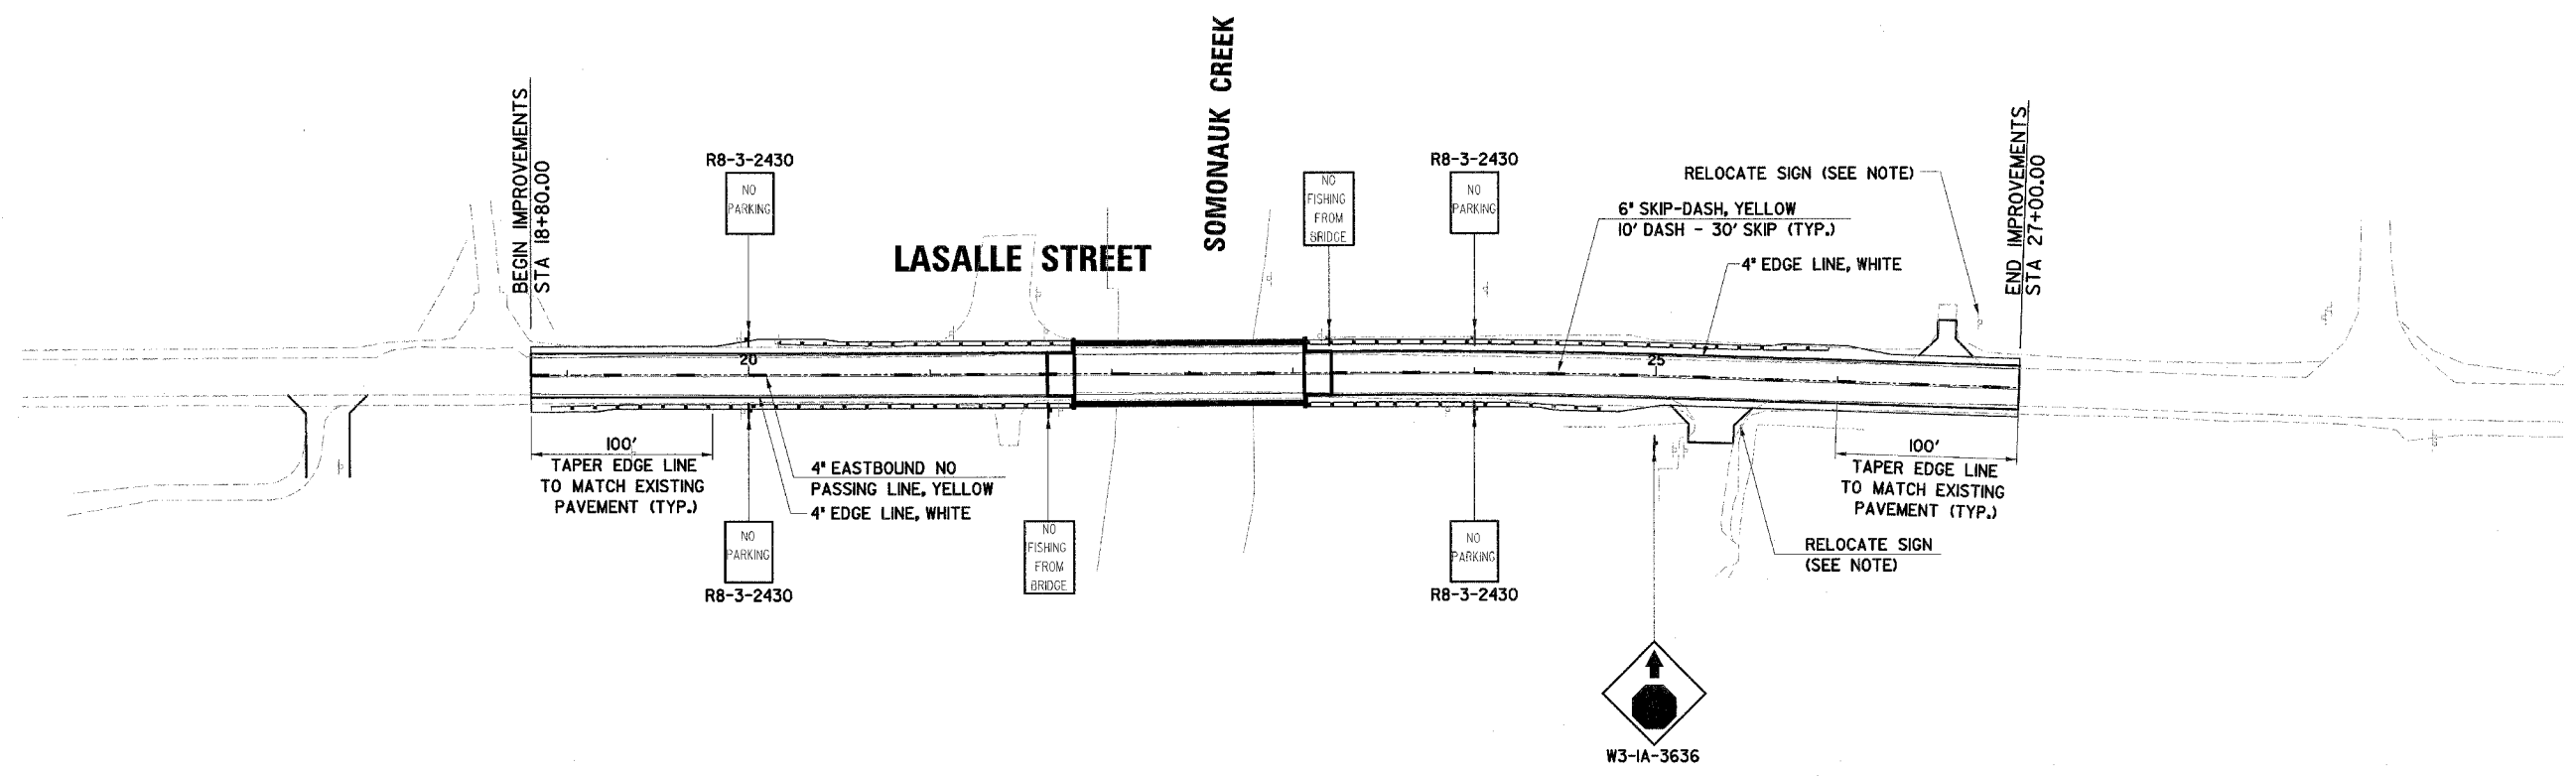 BEGIN IMPROVEMENTS
STA 18+80.00
R8-3-2430
NO
PARKING
LASALLE STREET
SOMONAUK CREEK
NO
FISHING
FROM
BRIDGE
R8-3-2430
NO
PARKING
RELOCATE SIGN (SEE NOTE)
6" SKIP-DASH, YELLOW
10' DASH - 30' SKIP (TYP.)
4" EDGE LINE, WHITE
END IMPROVEMENTS
STA 27+00.00
20
25
100'
TAPER EDGE LINE
TO MATCH EXISTING
PAVEMENT (TYP.)
4" EASTBOUND NO
PASSING LINE, YELLOW
4" EDGE LINE, WHITE
NO
PARKING
R8-3-2430
NO
FISHING
FROM
BRIDGE
NO
PARKING
R8-3-2430
100'
TAPER EDGE LINE
TO MATCH EXISTING
PAVEMENT (TYP.)
RELOCATE SIGN
(SEE NOTE)
W3-1A-3636